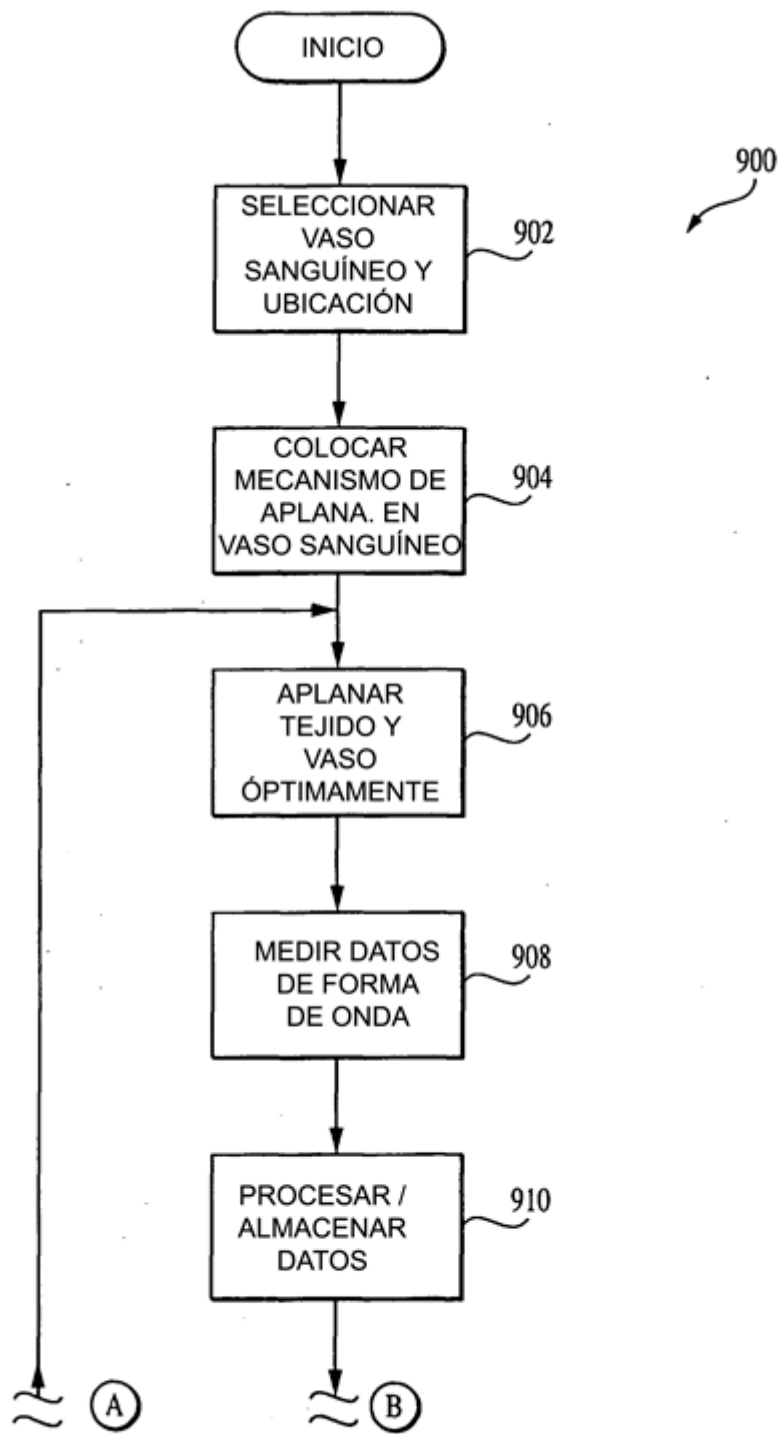 INICIO
900
SELECCIONAR
VASO
SANGUÍNEO Y
UBICACIÓN
902
COLOCAR
MECANISMO DE
APLANA. EN
VASO SANGUÍNEO
904
APLANAR
TEJIDO Y
VASO
ÓPTIMAMENTE
906
MEDIR DATOS
DE FORMA
DE ONDA
908
PROCESAR /
ALMACENAR
DATOS
910
A
B